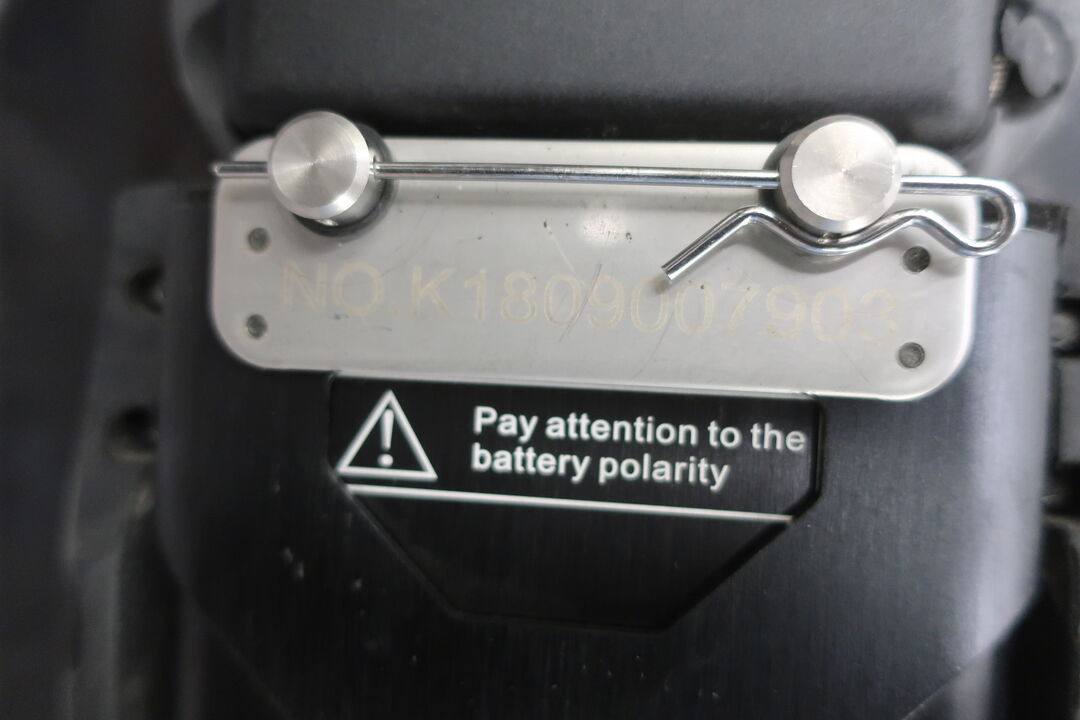 NO.K1809007903
Pay attention to the
battery polarity